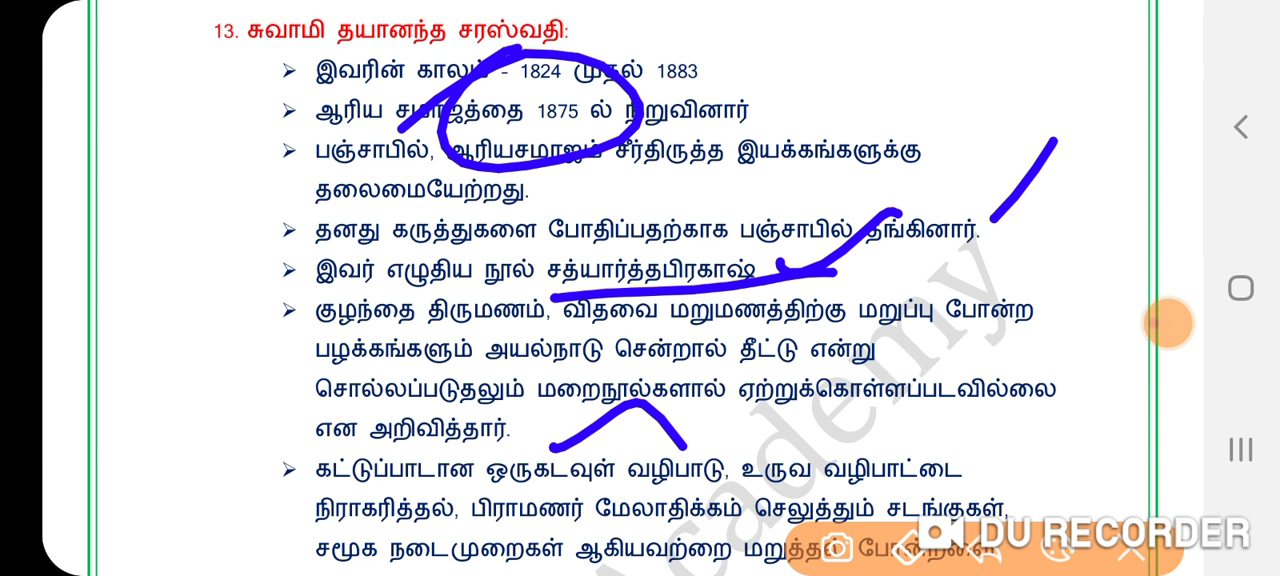 13. சுவாமி தயானந்த சரஸ்வதி:
➢ இவரின் காலம் - 1824 முதல் 1883
➢ ஆரிய சமாஜத்தை 1875 ல் நிறுவினார்
➢ பஞ்சாபில், ஆரியசமாஜம் சீர்திருத்த இயக்கங்களுக்கு
தலைமையேற்றது.
➢ தனது கருத்துகளை போதிப்பதற்காக பஞ்சாபில் தங்கினார்.
➢ இவர் எழுதிய நூல் சத்யார்த்தபிரகாஷ்
➢ குழந்தை திருமணம், விதவை மறுமணத்திற்கு மறுப்பு போன்ற
பழக்கங்களும் அயல்நாடு சென்றால் தீட்டு என்று
சொல்லப்படுதலும் மறைநூல்களால் ஏற்றுக்கொள்ளப்படவில்லை
என அறிவித்தார்.
➢ கட்டுப்பாடான ஒருகடவுள் வழிபாடு, உருவ வழிபாட்டை
நிராகரித்தல், பிராமணர் மேலாதிக்கம் செலுத்தும் சடங்குகள்,
சமூக நடைமுறைகள் ஆகியவற்றை மறுத்தல்
DU RECORDER
Academy